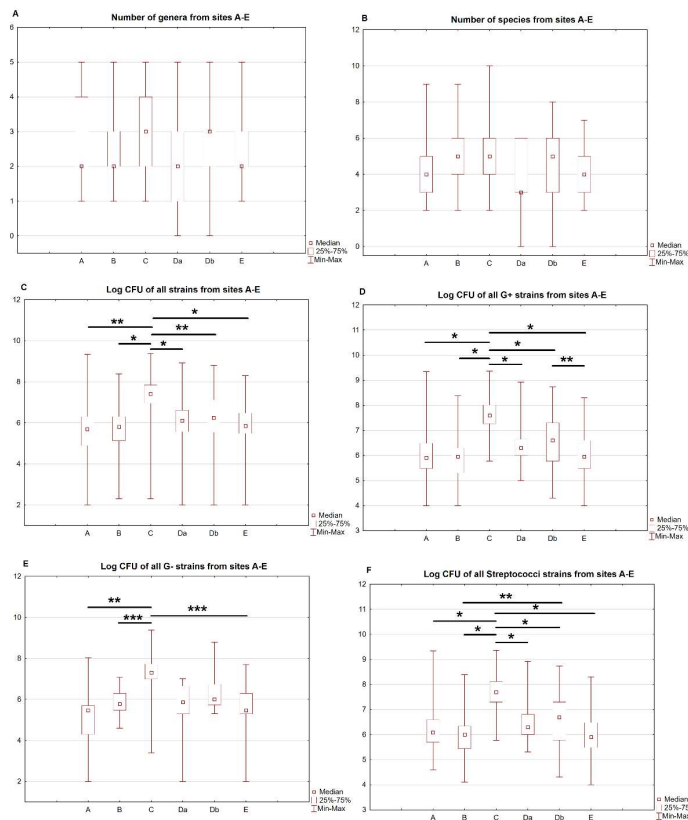 A
Number of genera from sites A-E
6
5
4
3
2
1
0
A B C Da Db E
Median
25%-75%
Min-Max
B
Number of species from sites A-E
12
10
8
6
4
2
0
A B C Da Db E
Median
25%-75%
Min-Max
C
Log CFU of all strains from sites A-E
12
10
8
6
4
2
** * * ** *
A B C Da Db E
Median
25%-75%
Min-Max
D
Log CFU of all G+ strains from sites A-E
12
11
10
9
8
7
6
5
4
3
* * * * * **
A B C Da Db E
Median
25%-75%
Min-Max
E
Log CFU of all G- strains from sites A-E
12
10
8
6
4
2
** *** ***
A B C Da Db E
Median
25%-75%
Min-Max
F
Log CFU of all Streptococci strains from sites A-E
12
11
10
9
8
7
6
5
4
3
** * * * * *
A B C Da Db E
Median
25%-75%
Min-Max